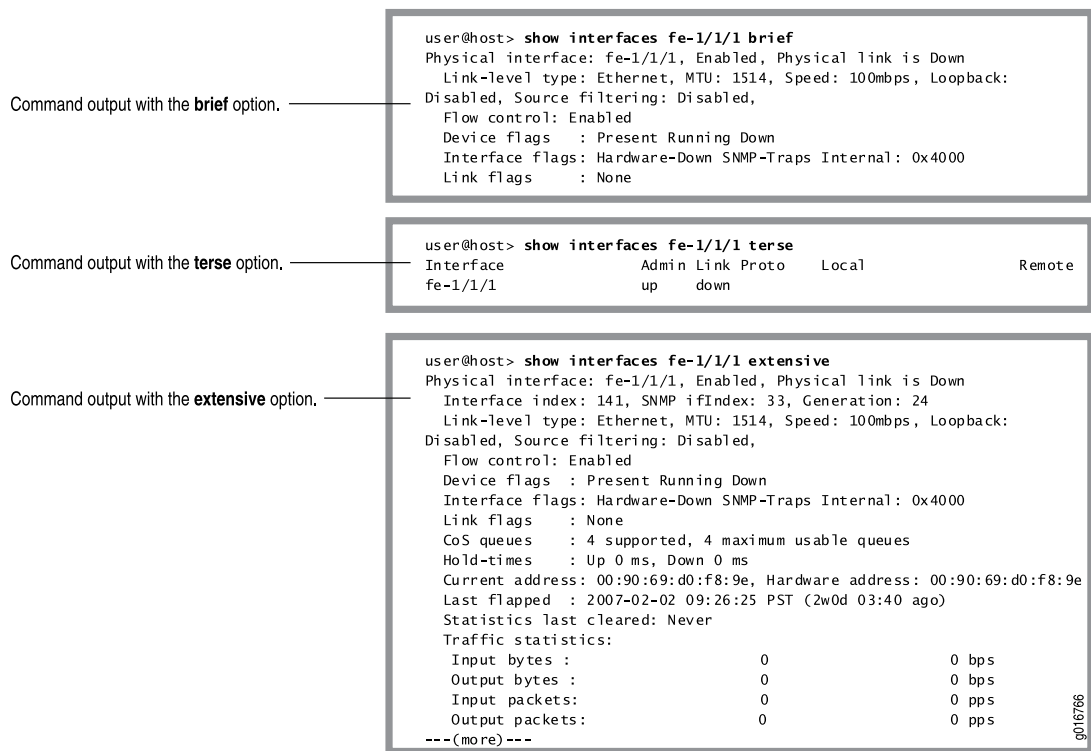 Command output with the brief option.
user@host> show interfaces fe-1/1/1 brief
Physical interface: fe-1/1/1, Enabled, Physical link is Down
Link-level type: Ethernet, MTU: 1514, Speed: 100mbps, Loopback:
Disabled, Source filtering: Disabled,
Flow control: Enabled
Device flags   : Present Running Down
Interface flags: Hardware-Down SNMP-Traps Internal: 0x4000
Link flags     : None
Command output with the terse option.
user@host> show interfaces fe-1/1/1 terse
Interface               Admin Link Proto    Local                 Remote
fe-1/1/1                up    down
Command output with the extensive option.
user@host> show interfaces fe-1/1/1 extensive
Physical interface: fe-1/1/1, Enabled, Physical link is Down
Interface index: 141, SNMP ifIndex: 33, Generation: 24
Link-level type: Ethernet, MTU: 1514, Speed: 100mbps, Loopback:
Disabled, Source filtering: Disabled,
Flow control: Enabled
Device flags   : Present Running Down
Interface flags: Hardware-Down SNMP-Traps Internal: 0x4000
Link flags     : None
CoS queues     : 4 supported, 4 maximum usable queues
Hold-times     : Up 0 ms, Down 0 ms
Current address: 00:90:69:d0:f8:9e, Hardware address: 00:90:69:d0:f8:9e
Last flapped   : 2007-02-02 09:26:25 PST (2w0d 03:40 ago)
Statistics last cleared: Never
Traffic statistics:
Input bytes :                  0                    0 bps
Output bytes :                 0                    0 bps
Input packets:                 0                    0 pps
Output packets:                0                    0 pps
---(more)---
g016766